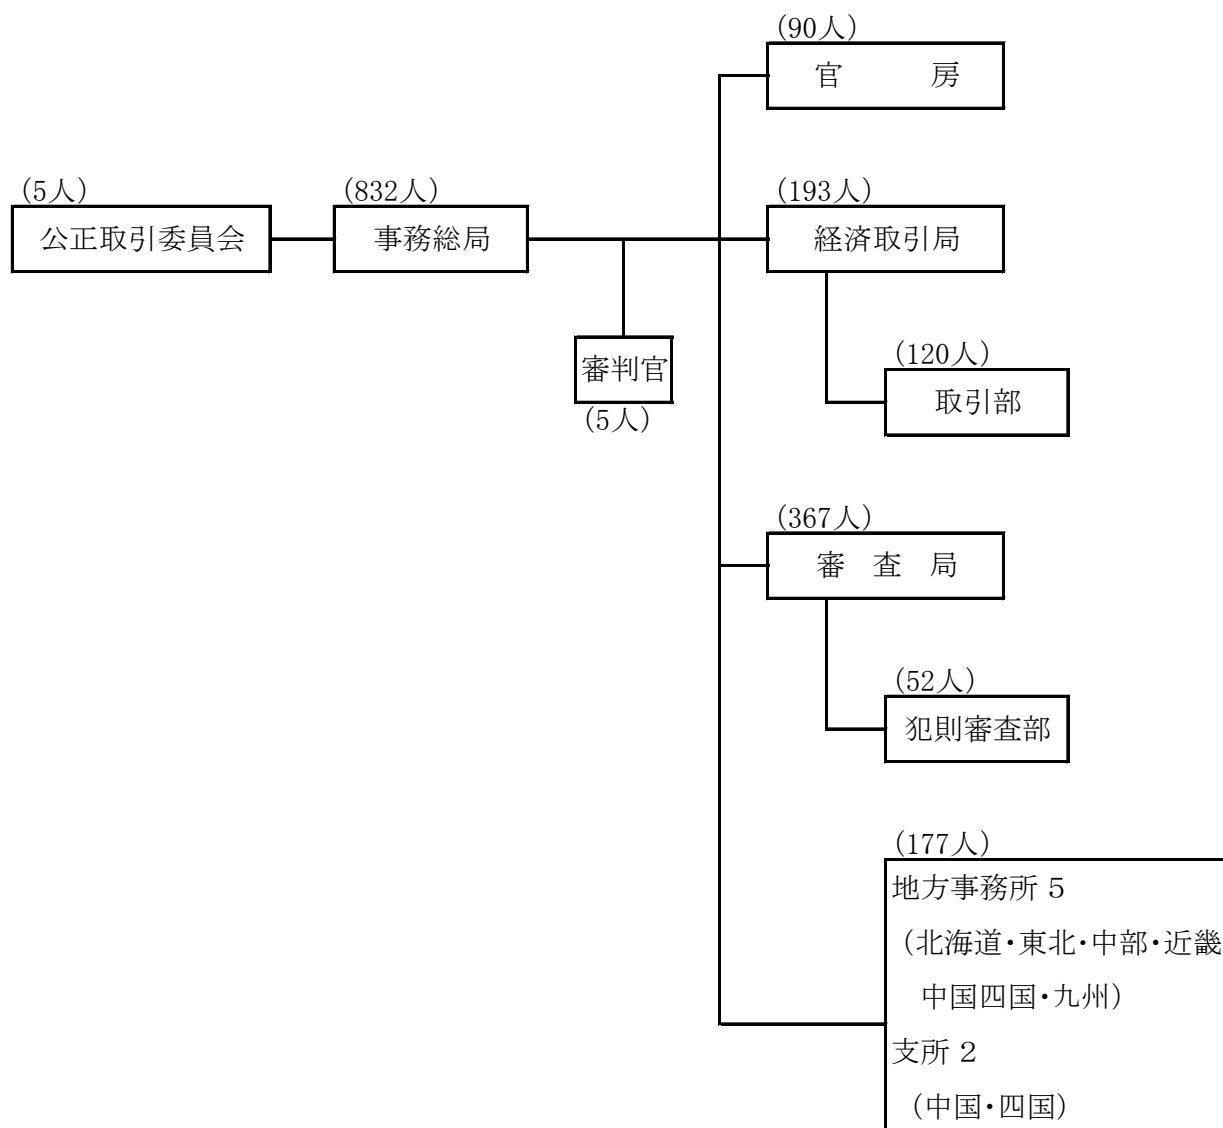 (90人)
官　　　房
(5人)
公正取引委員会
(832人)
事務総局
(193人)
経済取引局
審判官
(5人)
(120人)
取引部
(367人)
審　査　局
(52人)
犯則審査部
(177人)
地方事務所 5
(北海道・東北・中部・近畿
中国四国・九州)
支所 2
(中国・四国)